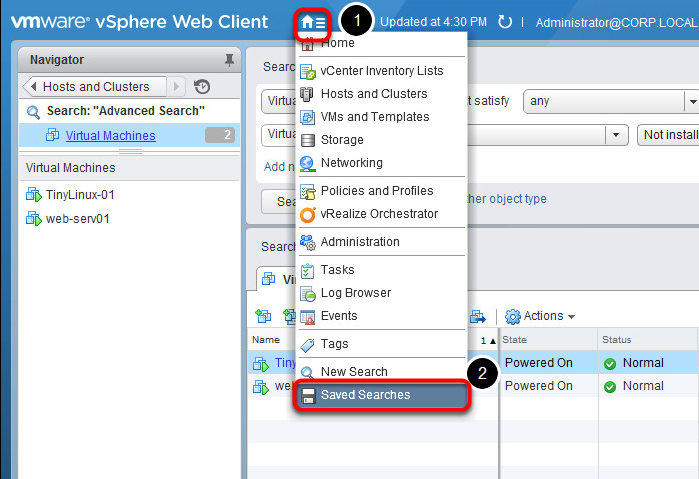 vmware® vSphere Web Client
1
Updated at 4:30 PM
Administrator@CORP.LOCAL
Navigator
Hosts and Clusters
Search: "Advanced Search"
Virtual Machines
2
Virtual Machines
TinyLinux-01
web-serv01
Home
vCenter Inventory Lists
Hosts and Clusters
VMs and Templates
Storage
Networking
Policies and Profiles
vRealize Orchestrator
Administration
Tasks
Log Browser
Events
Tags
New Search
Saved Searches
2
Searc
Virtua
t satisfy
any
Virtua
Not install
Add n
Sea
her object type
Searc
Vi
Actions
Name
1
State
Status
Tiny
Powered On
Normal
we
Powered On
Normal